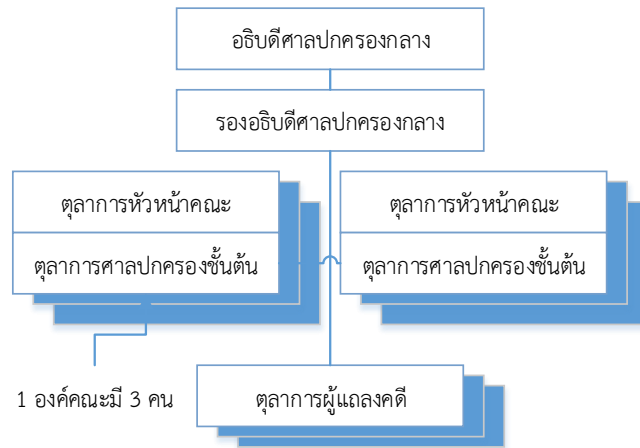 อธิบดีศาลปกครองกลาง
รองอธิบดีศาลปกครองกลาง
ตุลาการหัวหน้าคณะ
ตุลาการศาลปกครองชั้นต้น
ตุลาการหัวหน้าคณะ
ตุลาการศาลปกครองชั้นต้น
1 องค์คณะมี 3 คน
ตุลาการผู้แถลงคดี